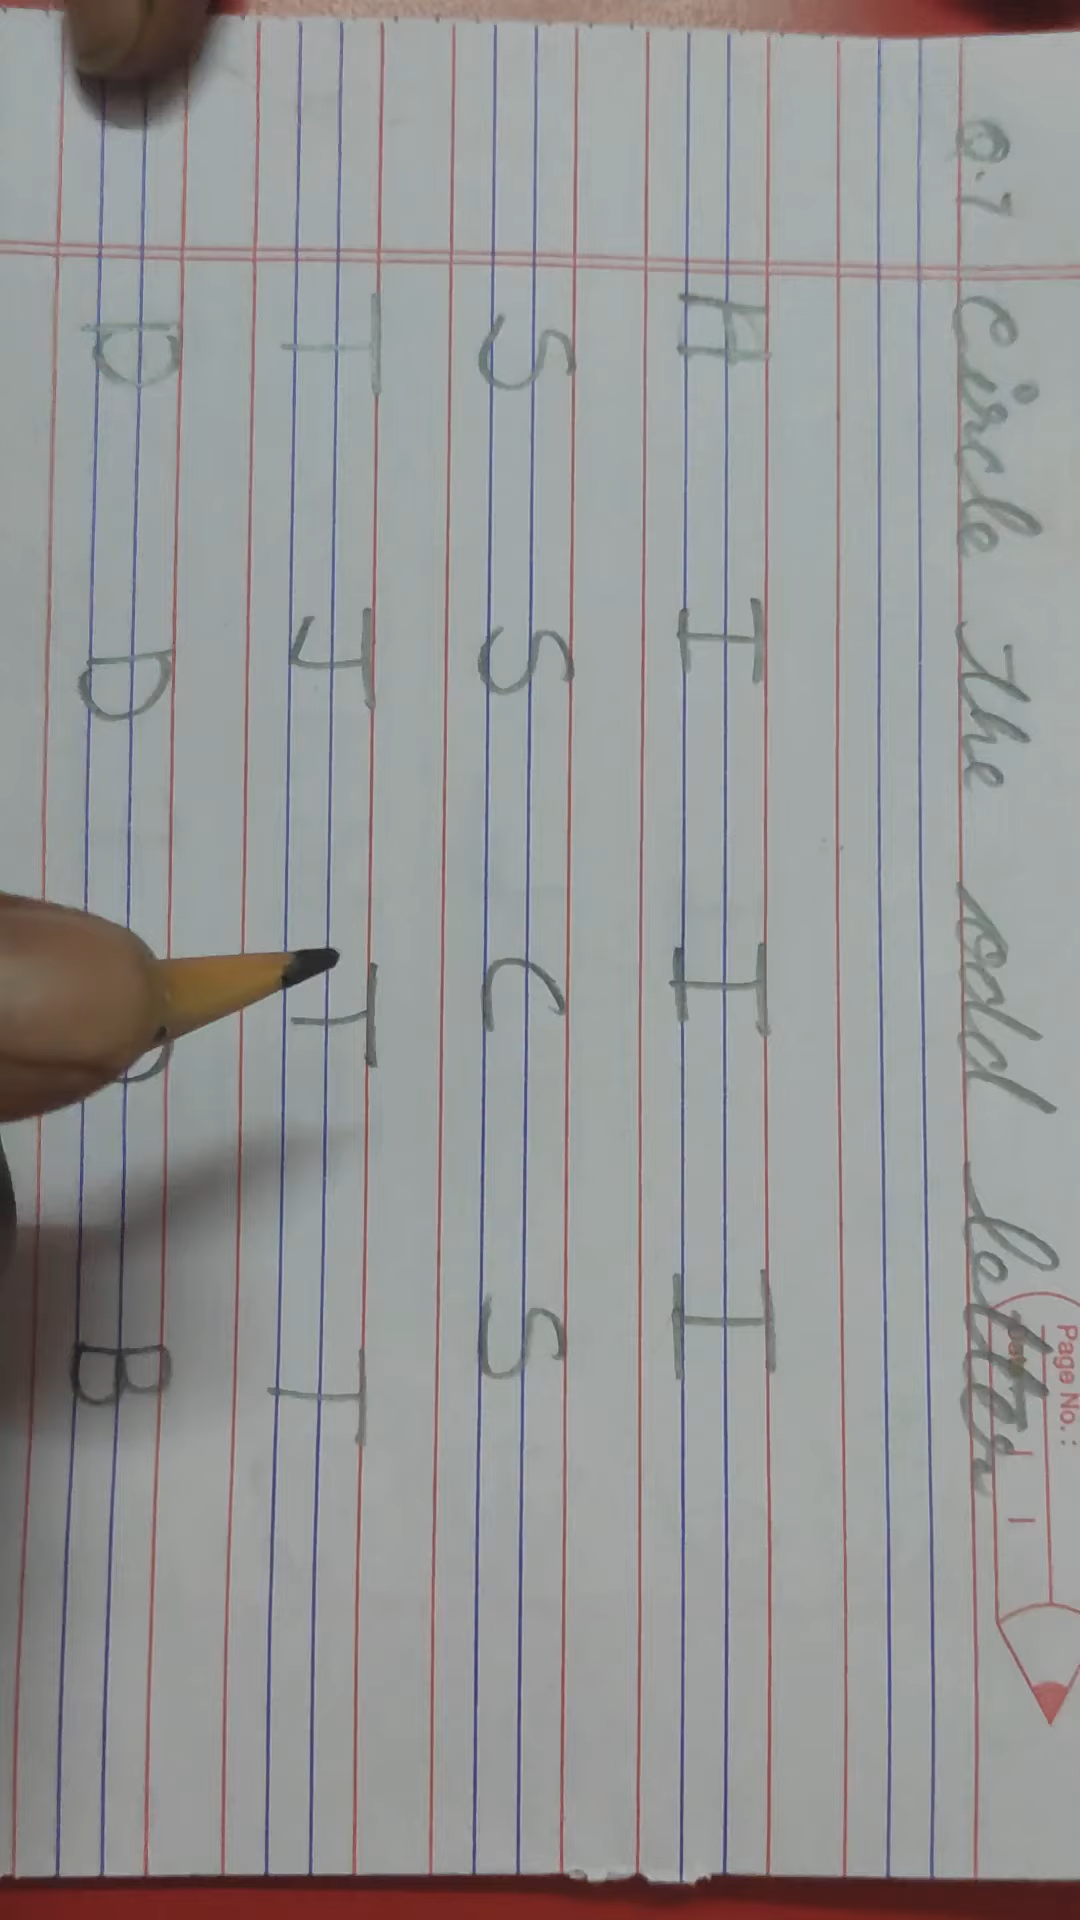 Q.7 Circle the odd letter
Page No.:
H I I I
S S C S
T J T T
D D B